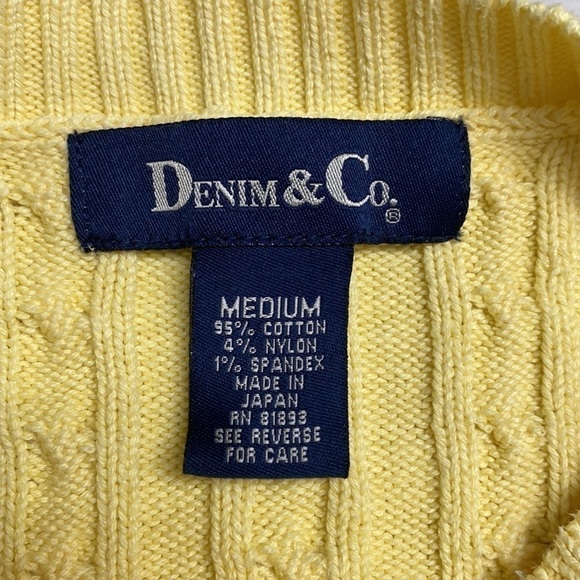 DENIM & CO.®
MEDIUM
95% COTTON
4% NYLON
1% SPANDEX
MADE IN
JAPAN
RN 81893
SEE REVERSE
FOR CARE